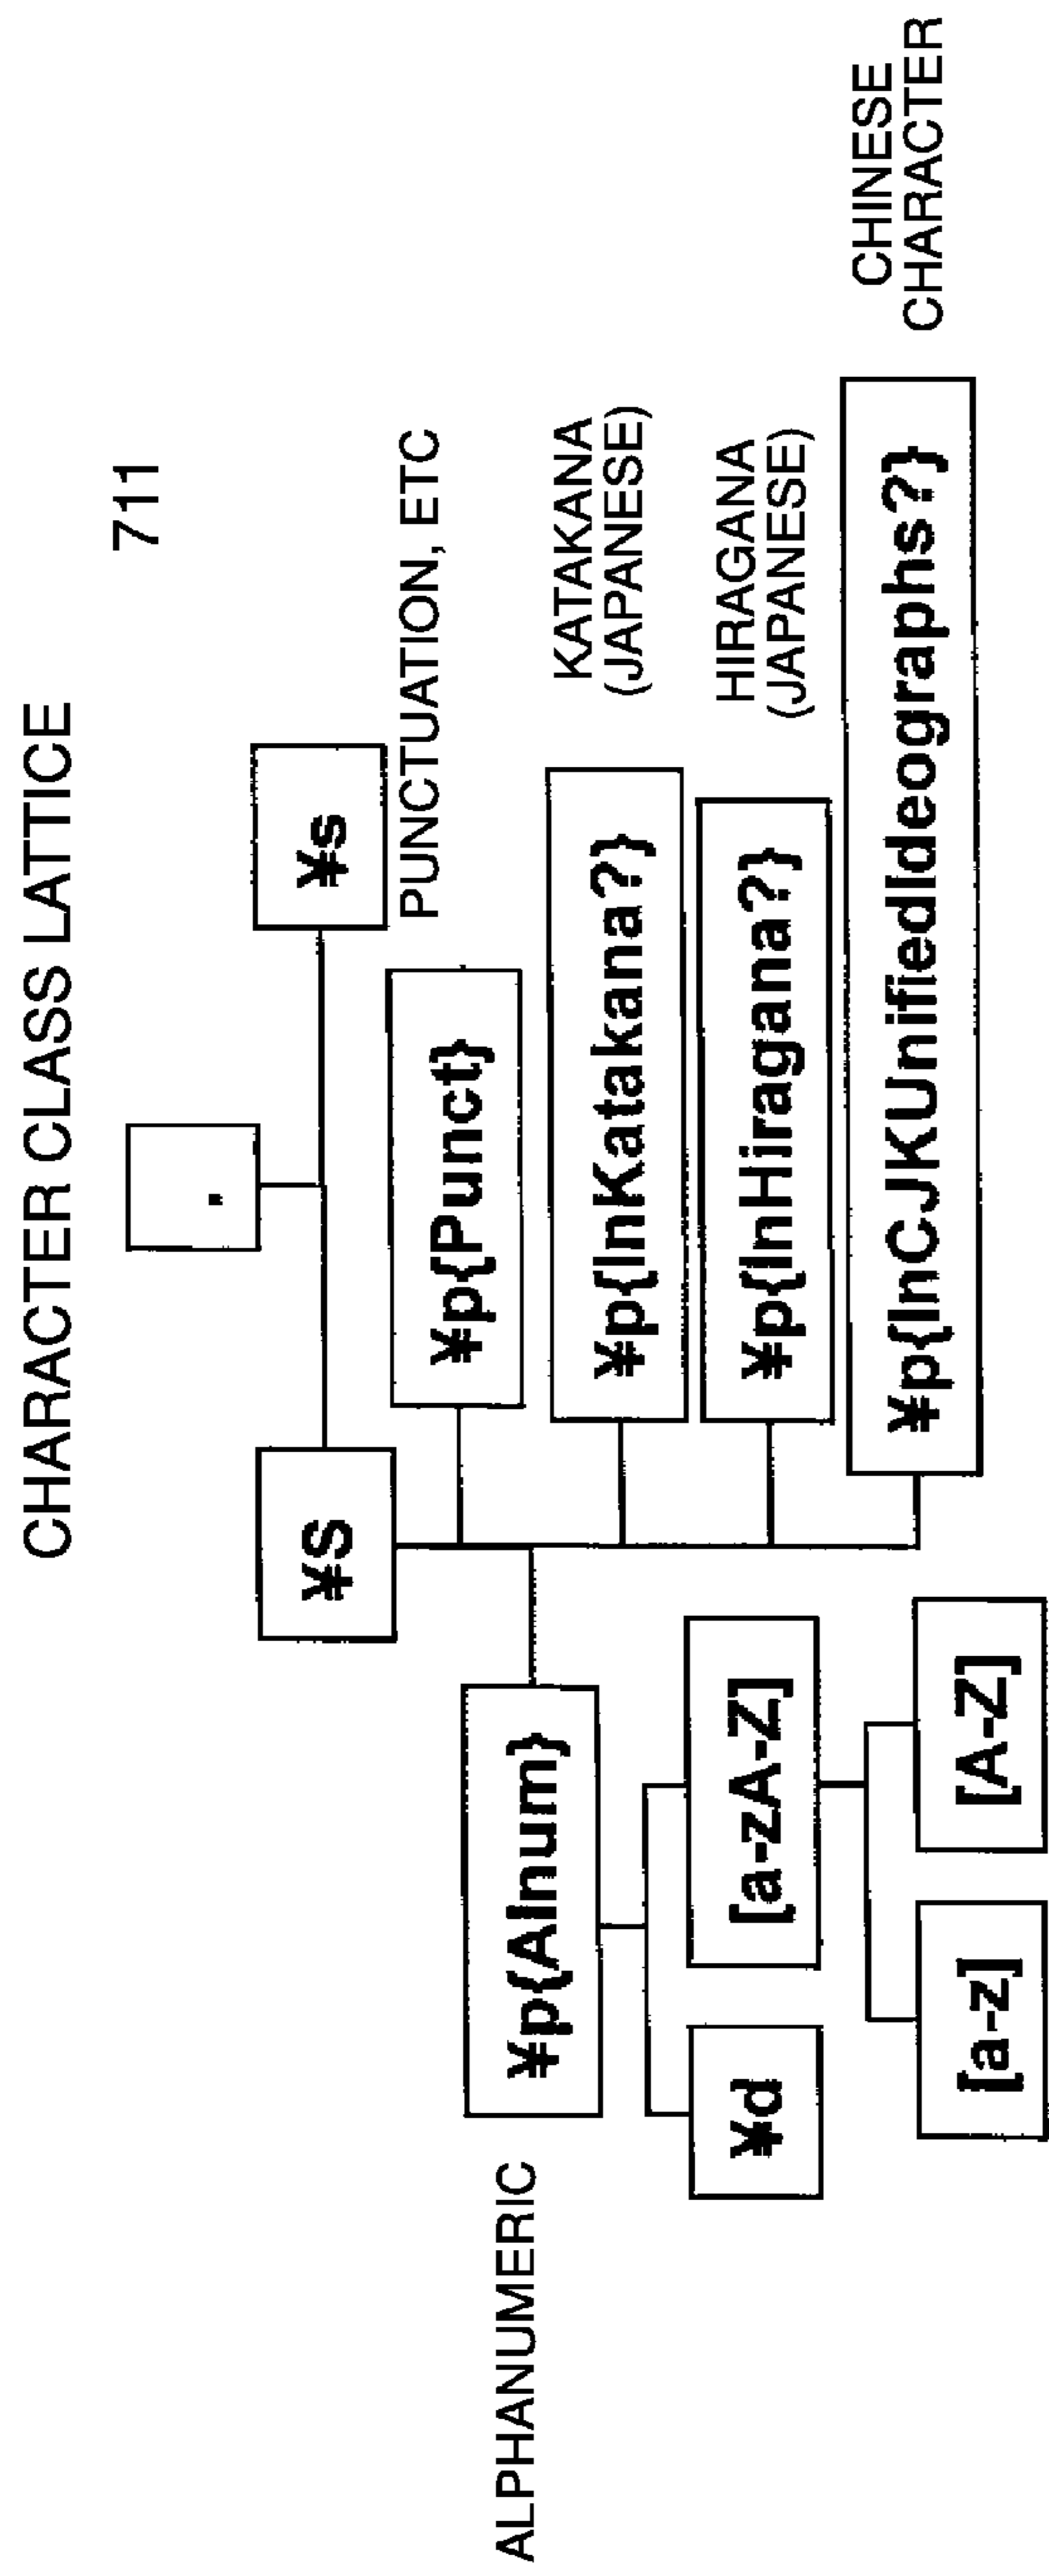 CHARACTER CLASS LATTICE
711
.
¥S
¥s
PUNCTUATION, ETC
¥p{Punct}
ALPHANUMERIC
¥p{Alnum}
KATAKANA
(JAPANESE)
¥p{InKatakana?}
¥d
[a-zA-Z]
HIRAGANA
(JAPANESE)
¥p{InHiragana?}
CHINESE
CHARACTER
¥p{InCJKUnifiedIdeographs?}
[a-z]
[A-Z]